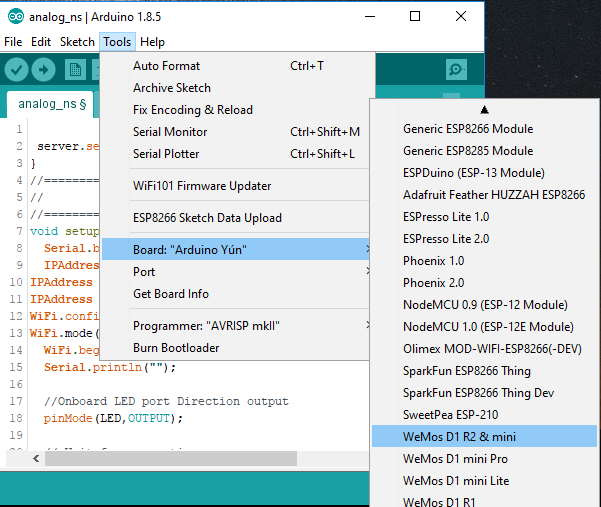 analog_ns | Arduino 1.8.5
File Edit Sketch Tools Help
analog_ns §
Auto Format Ctrl+T
Archive Sketch
Fix Encoding & Reload
Serial Monitor Ctrl+Shift+M
Serial Plotter Ctrl+Shift+L
WiFi101 Firmware Updater
ESP8266 Sketch Data Upload
Board: "Arduino Yún"
Port
Get Board Info
Programmer: "AVRISP mkII"
Burn Bootloader
Generic ESP8266 Module
Generic ESP8285 Module
ESPDuino (ESP-13 Module)
Adafruit Feather HUZZAH ESP8266
ESPresso Lite 1.0
ESPresso Lite 2.0
Phoenix 1.0
Phoenix 2.0
NodeMCU 0.9 (ESP-12 Module)
NodeMCU 1.0 (ESP-12E Module)
Olimex MOD-WIFI-ESP8266(-DEV)
SparkFun ESP8266 Thing
SparkFun ESP8266 Thing Dev
SweetPea ESP-210
WeMos D1 R2 & mini
WeMos D1 mini Pro
WeMos D1 mini Lite
WeMos D1 R1
1
2 server.se
3 }
4 //=========
5 //
6 //=========
7 void setup
8 Serial.b
9 IPAddres
10 IPAddress
11 IPAddress
12 WiFi.confi
13 WiFi.mode(
14 WiFi.beg
15 Serial.println("");
16
17 //Onboard LED port Direction output
18 pinMode(LED,OUTPUT);
19